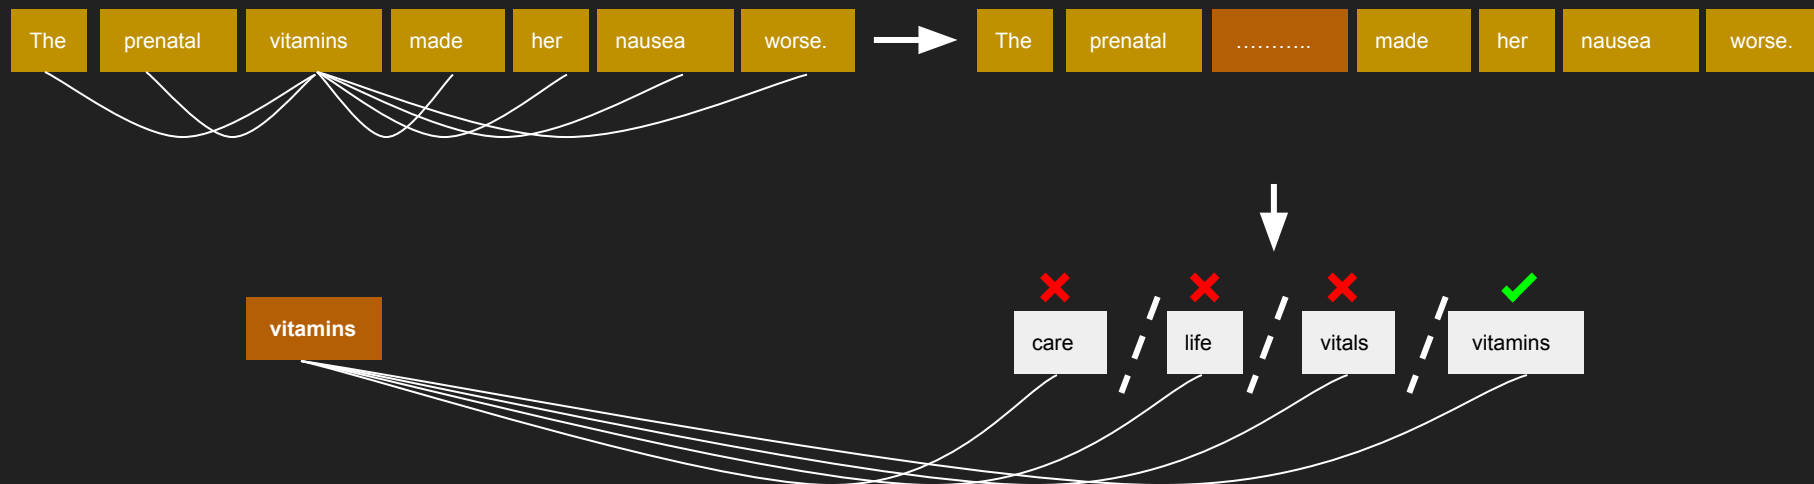 The prenatal vitamins made her nausea worse. The prenatal ……….. made her nausea worse.
vitamins
care life vitals vitamins